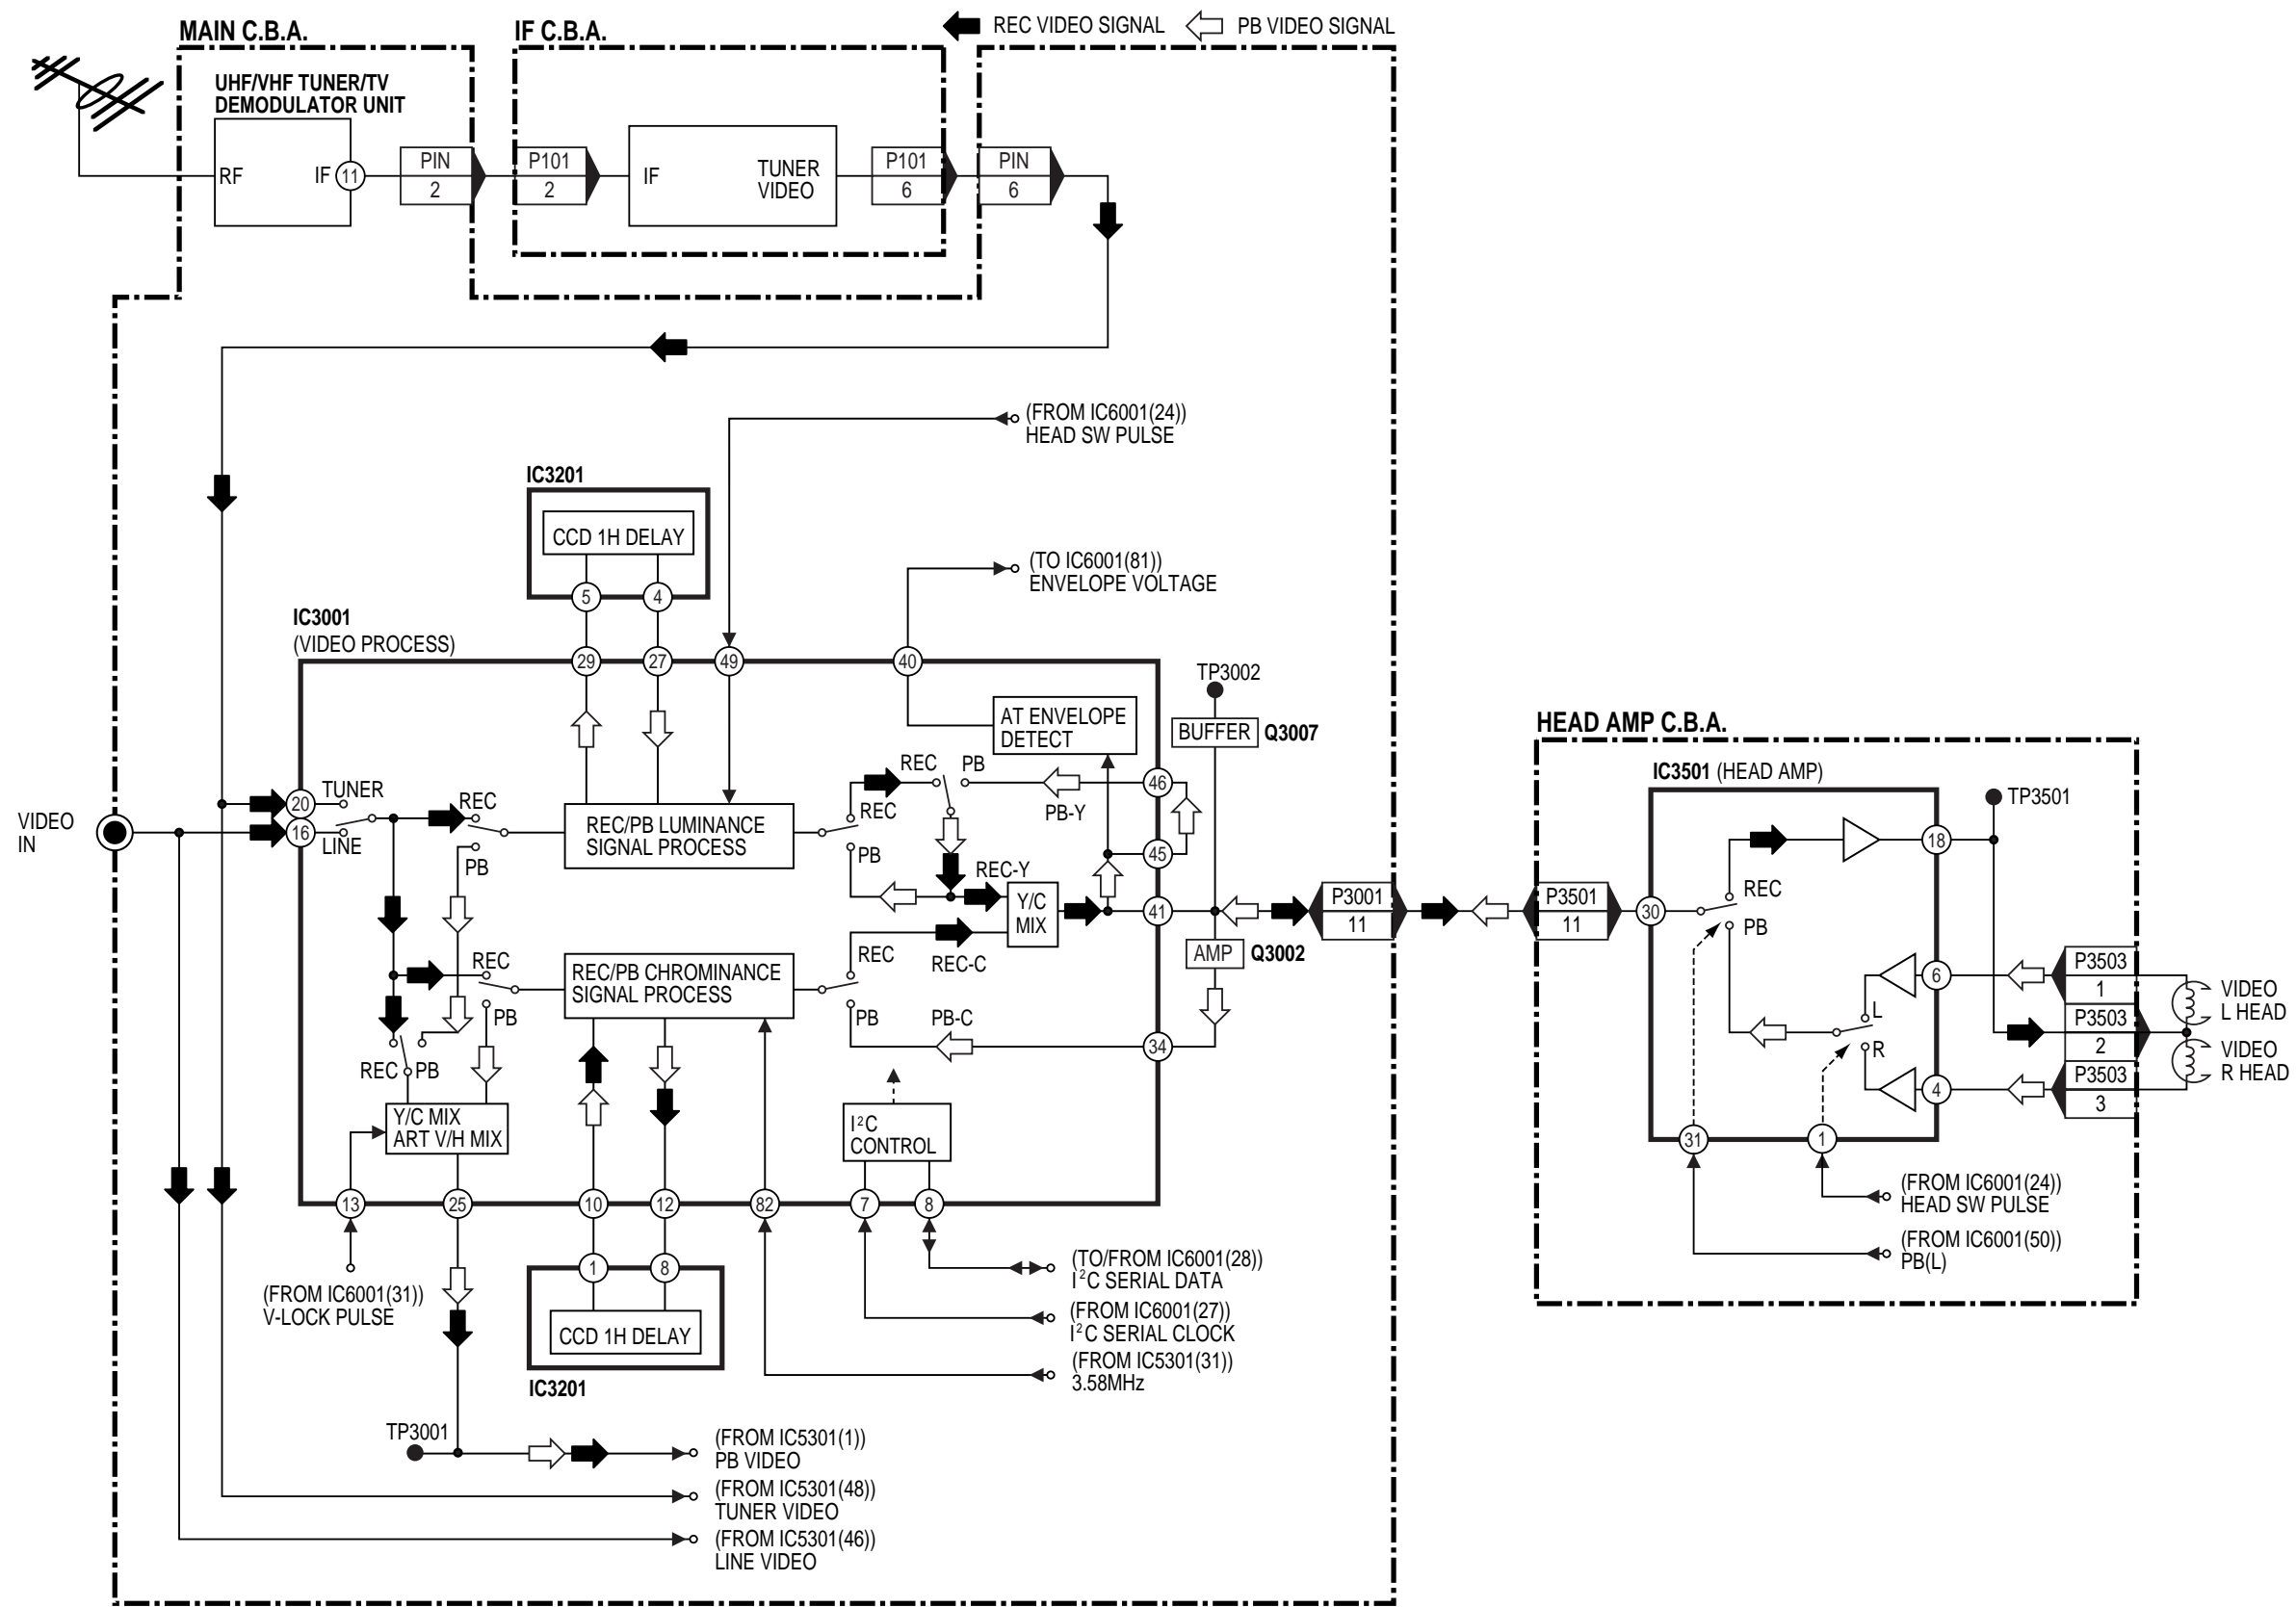 REC VIDEO SIGNAL
PB VIDEO SIGNAL
MAIN C.B.A.
IF C.B.A.
UHF/VHF TUNER/TV
DEMODULATOR UNIT
RF
IF
11
PIN
2
P101
2
IF
TUNER
VIDEO
P101
6
PIN
6
(FROM IC6001(24))
HEAD SW PULSE
IC3201
CCD 1H DELAY
5
4
(TO IC6001(81))
ENVELOPE VOLTAGE
IC3001
(VIDEO PROCESS)
29
27
49
40
TP3002
BUFFER
Q3007
AT ENVELOPE
DETECT
VIDEO
IN
20
TUNER
16
LINE
REC
PB
REC/PB LUMINANCE
SIGNAL PROCESS
REC
PB
REC
PB
PB-Y
46
45
REC-Y
Y/C
MIX
41
REC-C
P3001
11
AMP
Q3002
REC
PB
REC/PB CHROMINANCE
SIGNAL PROCESS
REC
PB
PB-C
34
REC
PB
Y/C MIX
ART V/H MIX
I²C
CONTROL
13
25
10
12
82
7
8
(FROM IC6001(31))
V-LOCK PULSE
1
8
CCD 1H DELAY
IC3201
(TO/FROM IC6001(28))
I²C SERIAL DATA
(FROM IC6001(27))
I²C SERIAL CLOCK
(FROM IC5301(31))
3.58MHz
TP3001
(FROM IC5301(1))
PB VIDEO
(FROM IC5301(48))
TUNER VIDEO
(FROM IC5301(46))
LINE VIDEO
HEAD AMP C.B.A.
IC3501 (HEAD AMP)
TP3501
18
P3501
11
30
REC
PB
6
L
R
4
P3503
1
P3503
2
P3503
3
VIDEO
L HEAD
VIDEO
R HEAD
31
1
(FROM IC6001(24))
HEAD SW PULSE
(FROM IC6001(50))
PB(L)